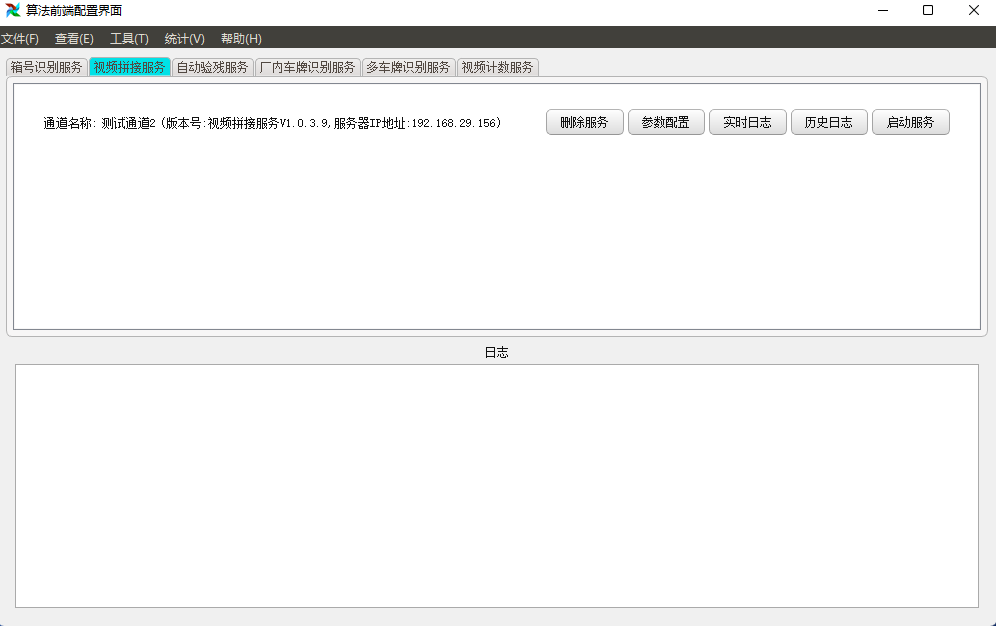 算法前端配置界面
文件(F) 查看(E) 工具(T) 统计(V) 帮助(H)
箱号识别服务 视频拼接服务 自动验残服务 厂内车牌识别服务 多车牌识别服务 视频计数服务
通道名称: 测试通道2 (版本号:视频拼接服务V1.0.3.9,服务器IP地址:192.168.29.156) 删除服务 参数配置 实时日志 历史日志 启动服务
日志